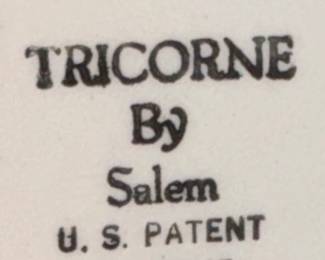 TRICORNE
By
Salem
U. S. PATENT